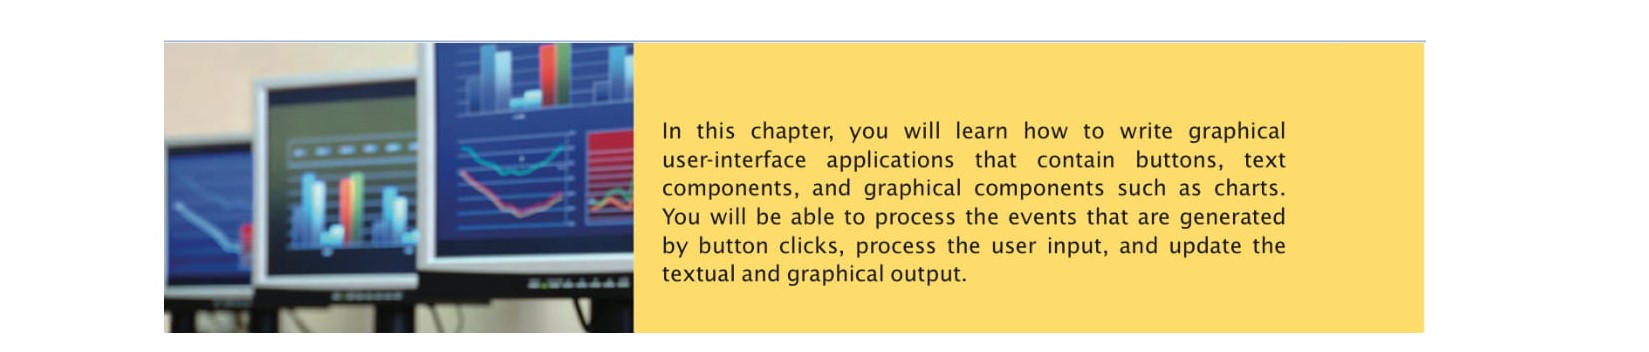 In this chapter, you will learn how to write graphical
user-interface applications that contain buttons, text
components, and graphical components such as charts.
You will be able to process the events that are generated
by button clicks, process the user input, and update the
textual and graphical output.